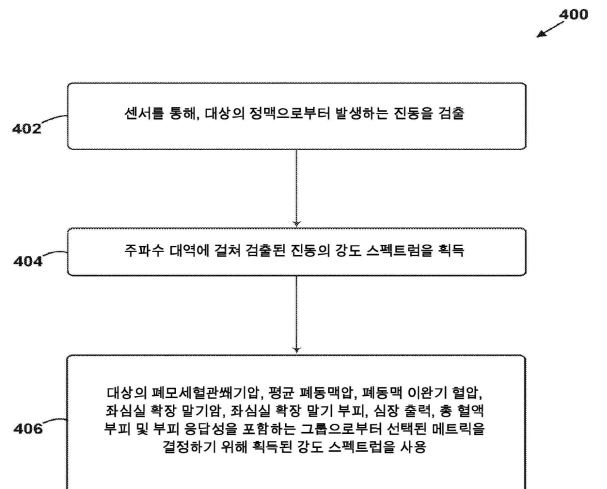 400
402
센서를 통해, 대상의 정맥으로부터 발생하는 진동을 검출
404
주파수 대역에 걸쳐 검출된 진동의 강도 스펙트럼을 획득
406
대상의 폐모세혈관쐐기압, 평균 폐동맥압, 폐동맥 이완기 혈압,
좌심실 확장 말기압, 좌심실 확장 말기 부피, 심장 출력, 총 혈액
부피 및 부피 응답성을 포함하는 그룹으로부터 선택된 메트릭을
결정하기 위해 획득된 강도 스펙트럼을 사용